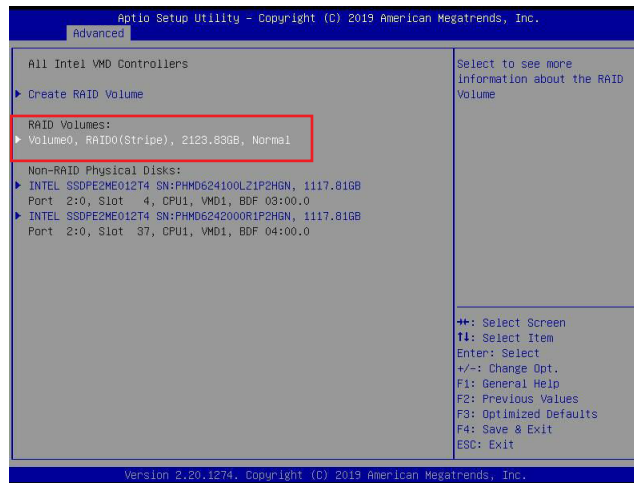 Aptio Setup Utility – Copyright (C) 2019 American Megatrends, Inc.
Advanced
All Intel VMD Controllers
Create RAID Volume
RAID Volumes:
Volume0, RAID0(Stripe), 2123.83GB, Normal
Non-RAID Physical Disks:
INTEL SSDPE2ME012T4 SN:PHMD624100LZ1P2HGN, 1117.81GB
Port 2:0, Slot 4, CPU1, VMD1, BDF 03:00.0
INTEL SSDPE2ME012T4 SN:PHMD6242000R1P2HGN, 1117.81GB
Port 2:0, Slot 37, CPU1, VMD1, BDF 04:00.0
Select to see more
information about the RAID
Volume
→←: Select Screen
↑↓: Select Item
Enter: Select
+/-: Change Opt.
F1: General Help
F2: Previous Values
F3: Optimized Defaults
F4: Save & Exit
ESC: Exit
Version 2.20.1274. Copyright (C) 2019 American Megatrends, Inc.